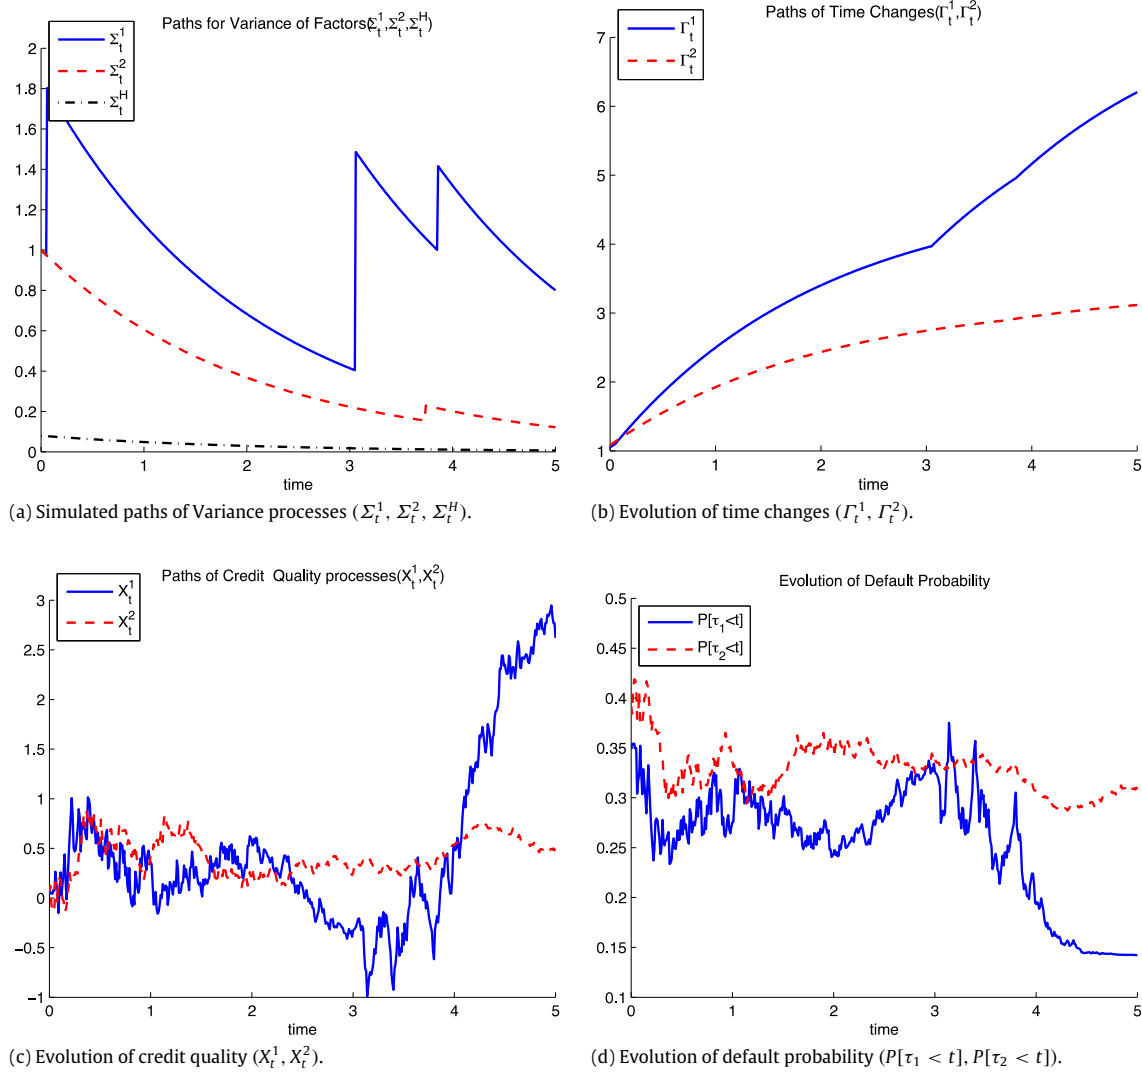 Paths for Variance of Factors(Σ_t^1,Σ_t^2,Σ_t^H)
Σ_t^1
Σ_t^2
Σ_t^H
2
1.8
1.6
1.4
1.2
1
0.8
0.6
0.4
0.2
0
0 1 2 3 4 5
time
(a) Simulated paths of Variance processes (Σ_t^1, Σ_t^2, Σ_t^H).
Paths of Time Changes(Γ_t^1,Γ_t^2)
Γ_t^1
Γ_t^2
7
6
5
4
3
2
1
0 1 2 3 4 5
time
(b) Evolution of time changes (Γ_t^1, Γ_t^2).
Paths of Credit Quality processes(X_t^1,X_t^2)
X_t^1
X_t^2
3
2.5
2
1.5
1
0.5
0
−0.5
−1
0 1 2 3 4 5
time
(c) Evolution of credit quality (X_t^1, X_t^2).
Evolution of Default Probability
P[τ_1<t]
P[τ_2<t]
0.5
0.45
0.4
0.35
0.3
0.25
0.2
0.15
0.1
0 1 2 3 4 5
time
(d) Evolution of default probability (P[τ_1 < t], P[τ_2 < t]).